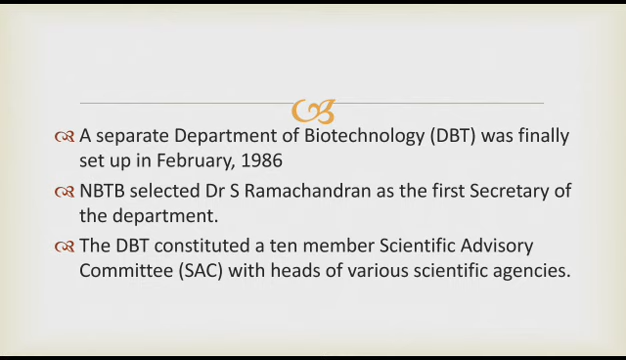 A separate Department of Biotechnology (DBT) was finally
set up in February, 1986
NBTB selected Dr S Ramachandran as the first Secretary of
the department.
The DBT constituted a ten member Scientific Advisory
Committee (SAC) with heads of various scientific agencies.